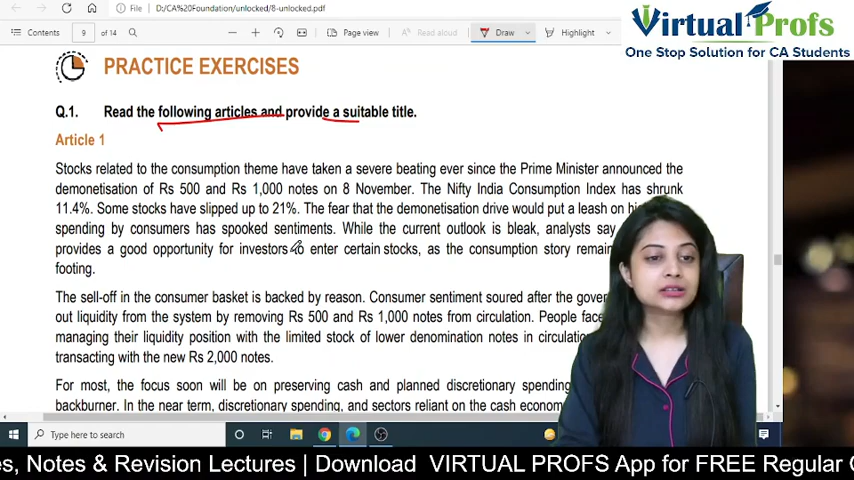 File
D:/CA Foundation/unlocked/8-unlocked.pdf
Virtual Profs
One Stop Solution for CA Students
Contents
9
of 14
Page view
Read aloud
Draw
Highlight
PRACTICE EXERCISES
Q.1. Read the following articles and provide a suitable title.
Article 1
Stocks related to the consumption theme have taken a severe beating ever since the Prime Minister announced the
demonetisation of Rs 500 and Rs 1,000 notes on 8 November. The Nifty India Consumption Index has shrunk
11.4%. Some stocks have slipped up to 21%. The fear that the demonetisation drive would put a leash on
spending by consumers has spooked sentiments. While the current outlook is bleak, analysts say
provides a good opportunity for investors to enter certain stocks, as the consumption story
footing.
The sell-off in the consumer basket is backed by reason. Consumer sentiment soured after the
out liquidity from the system by removing Rs 500 and Rs 1,000 notes from circulation. People
managing their liquidity position with the limited stock of lower denomination notes in
transacting with the new Rs 2,000 notes.
For most, the focus soon will be on preserving cash and planned discretionary spending
backburner. In the near term, discretionary spending, and sectors reliant on the cash
Type here to search
es, Notes & Revision Lectures | Download VIRTUAL PROFS App for FREE Regular